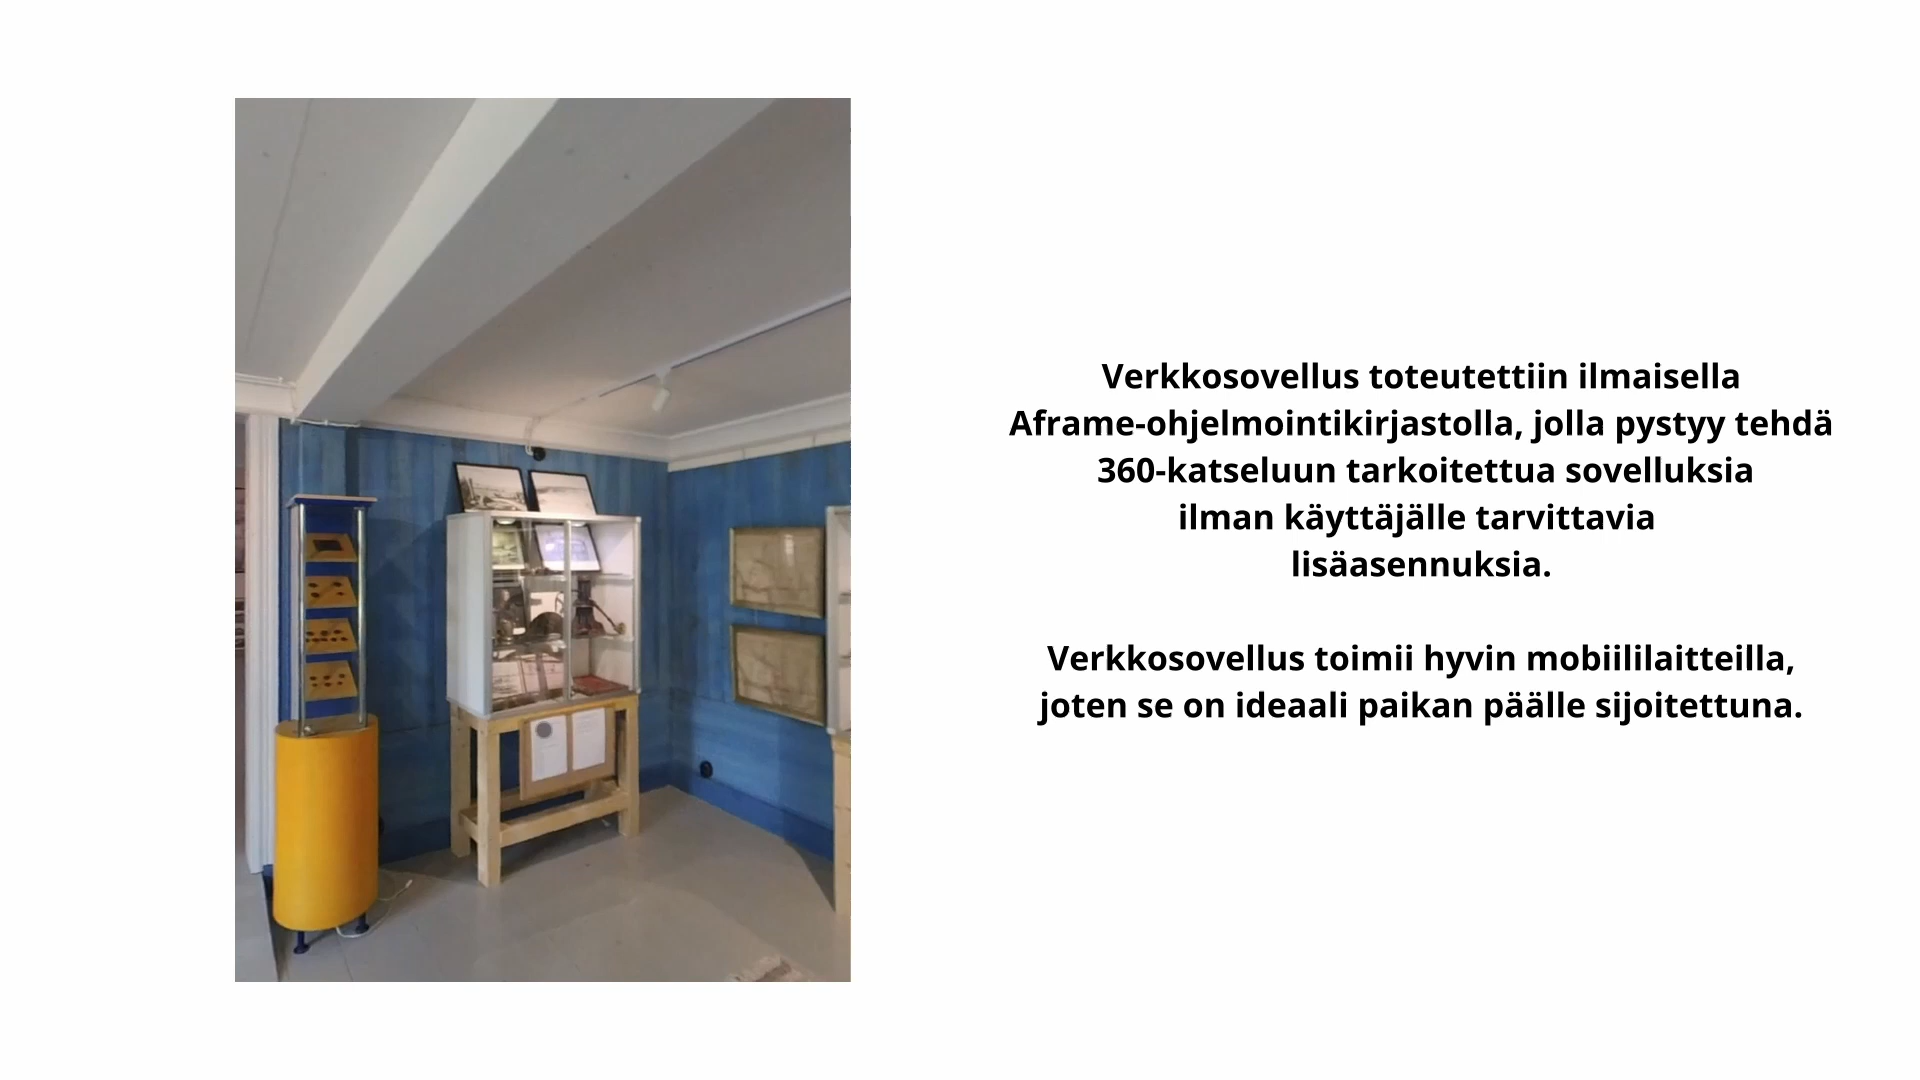 Verkkosovellus toteutettiin ilmaisella
Aframe-ohjelmointikirjastolla, jolla pystyy tehdä
360-katseluun tarkoitettua sovelluksia
ilman käyttäjälle tarvittavia
lisäasennuksia.
Verkkosovellus toimii hyvin mobiililaitteilla,
joten se on ideaali paikan päälle sijoitettuna.